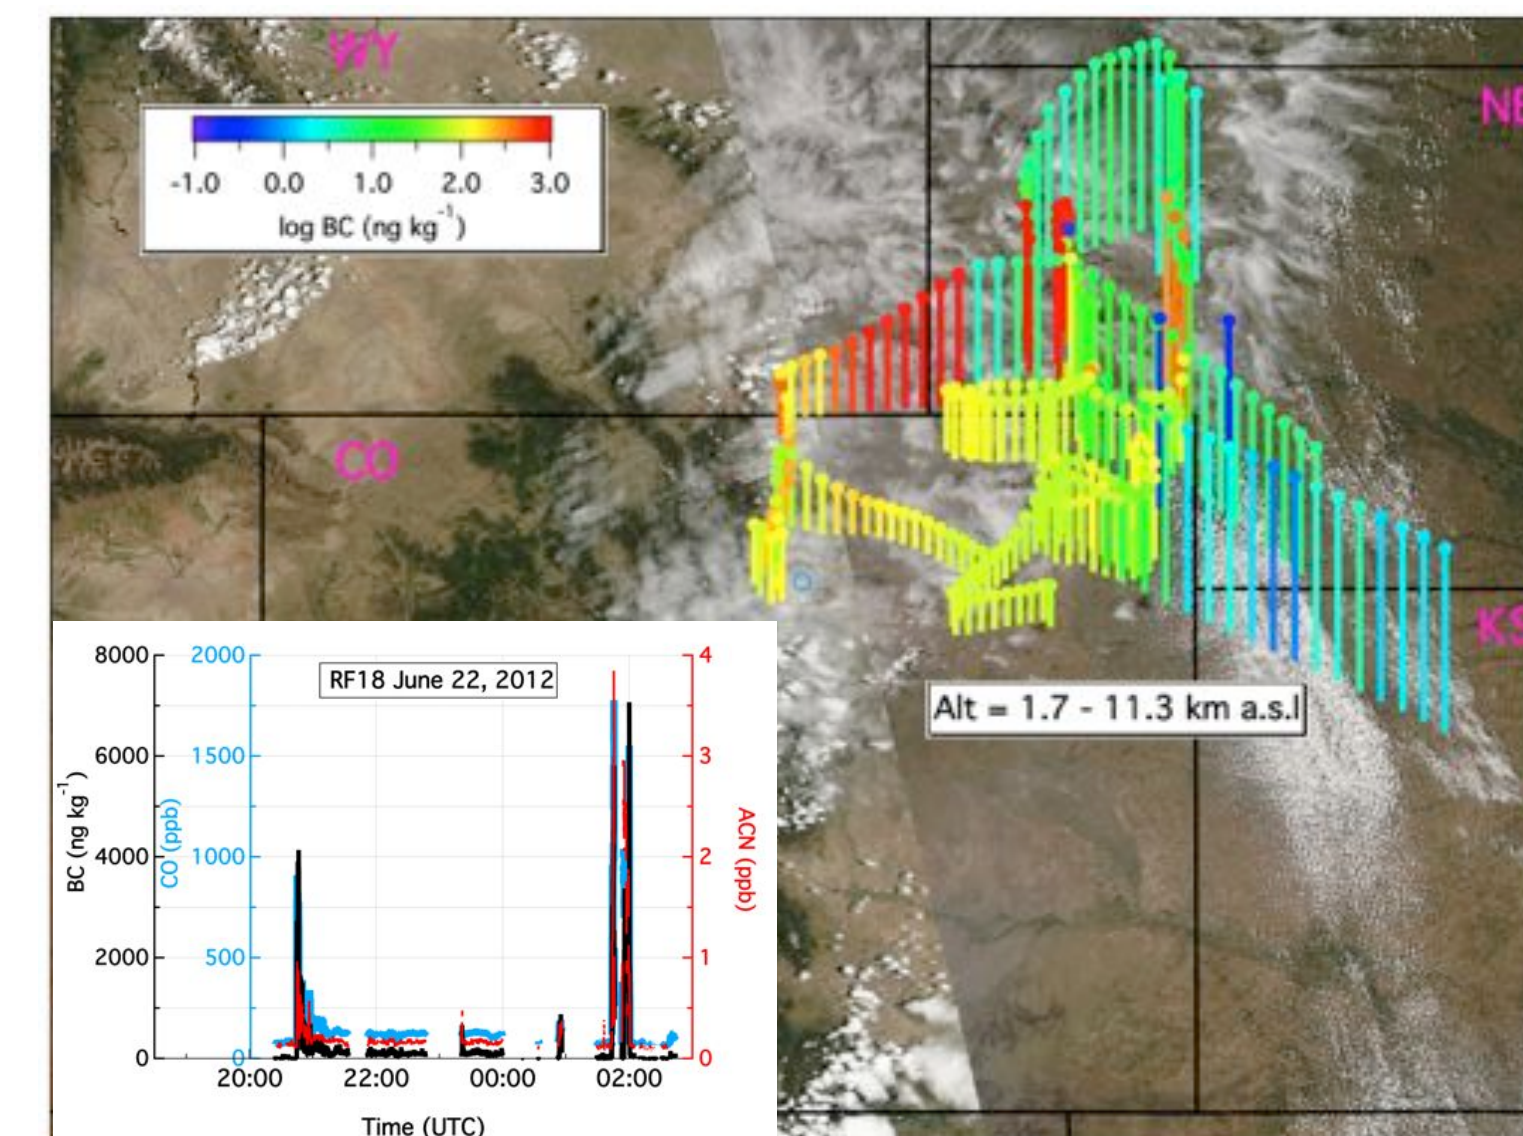 WY
NE
-1.0 0.0 1.0 2.0 3.0
log BC (ng kg⁻¹)
CO
KS
Alt = 1.7 - 11.3 km a.s.l
RF18 June 22, 2012
8000 2000 4
6000 1500 3
4000 1000 2
2000 500 1
0 0 0
BC (ng kg⁻¹)
CO (ppb)
ACN (ppb)
20:00 22:00 00:00 02:00
Time (UTC)